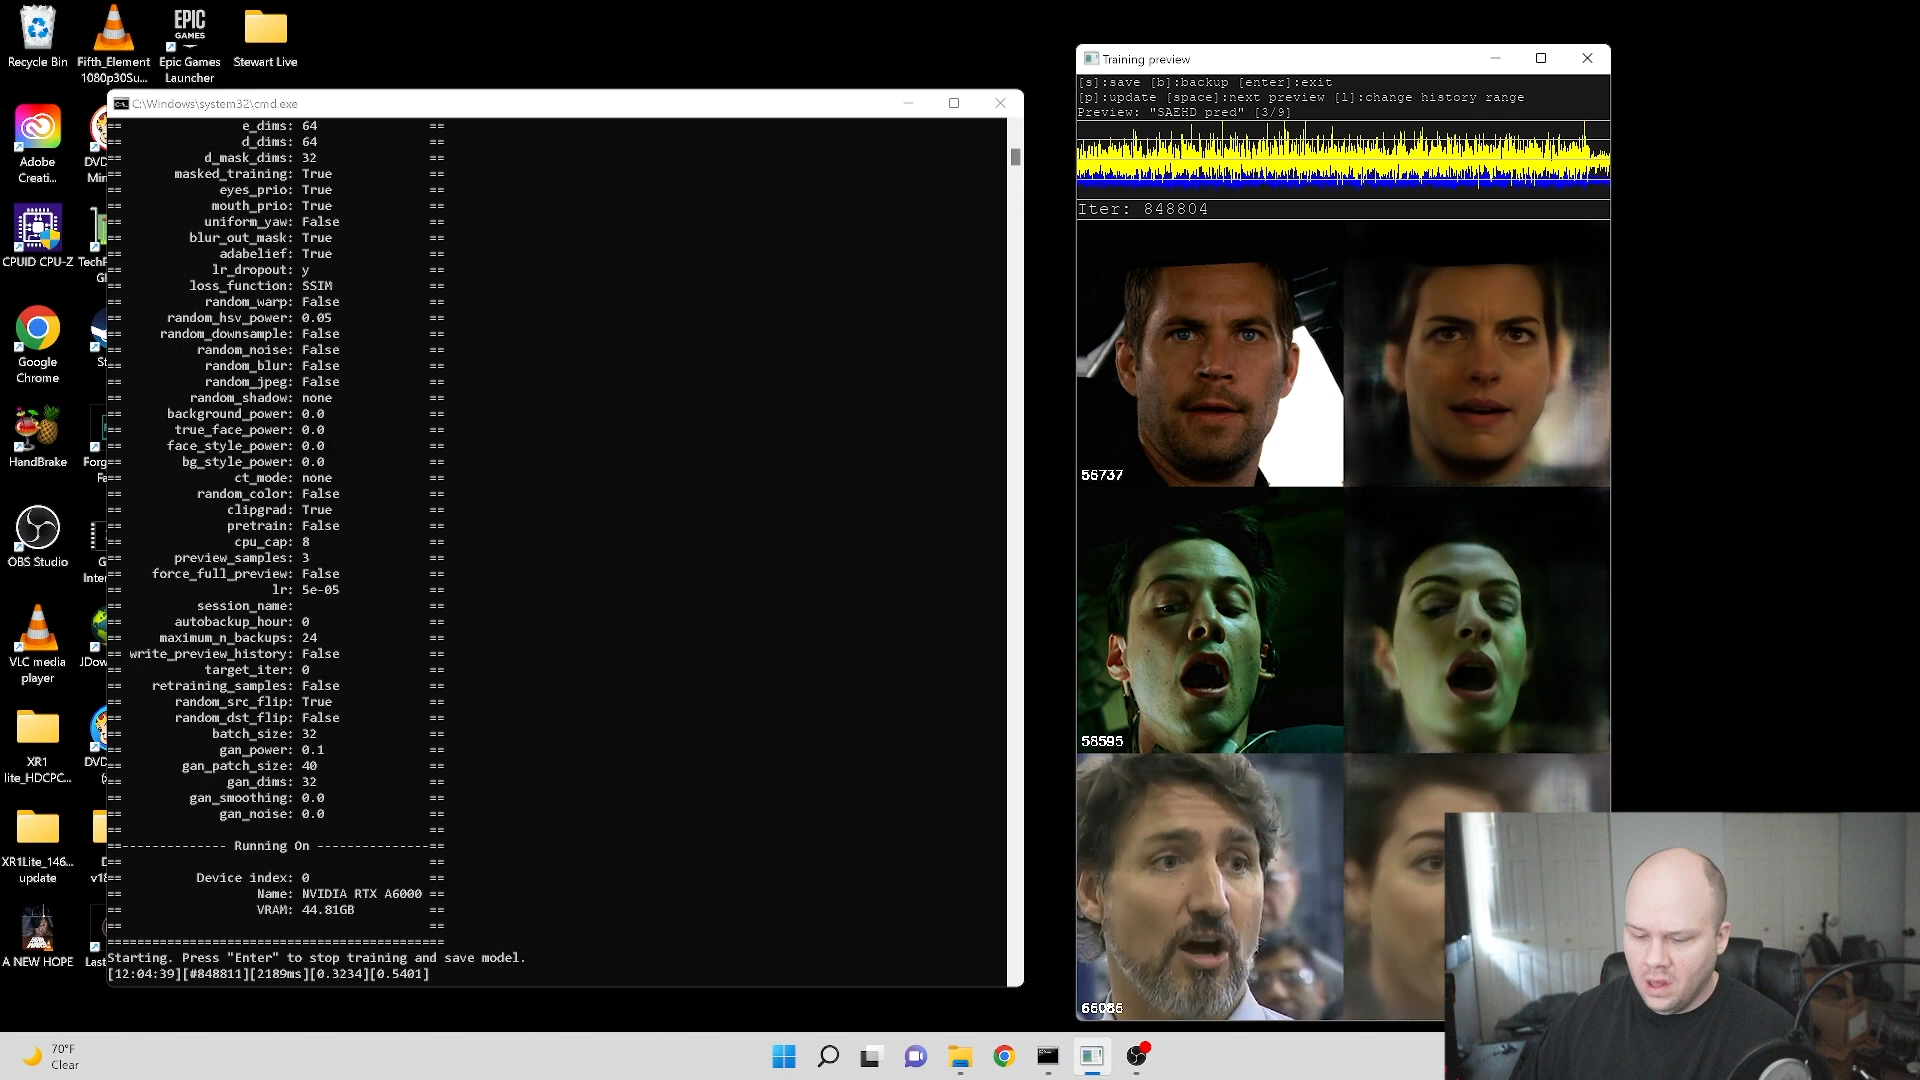 Recycle Bin
Fifth_Element
1080p30Su...
EPIC
GAMES
Epic Games
Launcher
Stewart Live
Adobe
Creati...
DVD
CPUID CPU-Z
Google
Chrome
HandBrake
OBS Studio
VLC media
player
XR1
lite_HDCPC...
XR1Lite_146...
update
A NEW HOPE
C:\Windows\system32\cmd.exe
== e_dims: 64 ==
== d_dims: 64 ==
== d_mask_dims: 32 ==
== masked_training: True ==
== eyes_prio: True ==
== mouth_prio: True ==
== uniform_yaw: False ==
== blur_out_mask: True ==
== adabelief: True ==
== lr_dropout: y ==
== loss_function: SSIM ==
== random_warp: False ==
== random_hsv_power: 0.05 ==
== random_downsample: False ==
== random_noise: False ==
== random_blur: False ==
== random_jpeg: False ==
== random_shadow: none ==
== background_power: 0.0 ==
== true_face_power: 0.0 ==
== face_style_power: 0.0 ==
== bg_style_power: 0.0 ==
== ct_mode: none ==
== random_color: False ==
== clipgrad: True ==
== pretrain: False ==
== cpu_cap: 8 ==
== preview_samples: 3 ==
== force_full_preview: False ==
== lr: 5e-05 ==
== session_name: ==
== autobackup_hour: 0 ==
== maximum_n_backups: 24 ==
== write_preview_history: False ==
== target_iter: 0 ==
== retraining_samples: False ==
== random_src_flip: True ==
== random_dst_flip: False ==
== batch_size: 32 ==
== gan_power: 0.1 ==
== gan_patch_size: 40 ==
== gan_dims: 32 ==
== gan_smoothing: 0.0 ==
== gan_noise: 0.0 ==
== ==
==-------------- Running On ---------------==
== ==
== Device index: 0 ==
== Name: NVIDIA RTX A6000 ==
== VRAM: 44.81GB ==
== ==
=============================================
Starting. Press "Enter" to stop training and save model.
[12:04:39][#848811][2189ms][0.3234][0.5401]
Training preview
[s]:save [b]:backup [enter]:exit
[p]:update [space]:next preview [l]:change history range
Preview: "SAEHD pred" [3/9]
Iter: 848804
56737
58595
66086
70°F
Clear